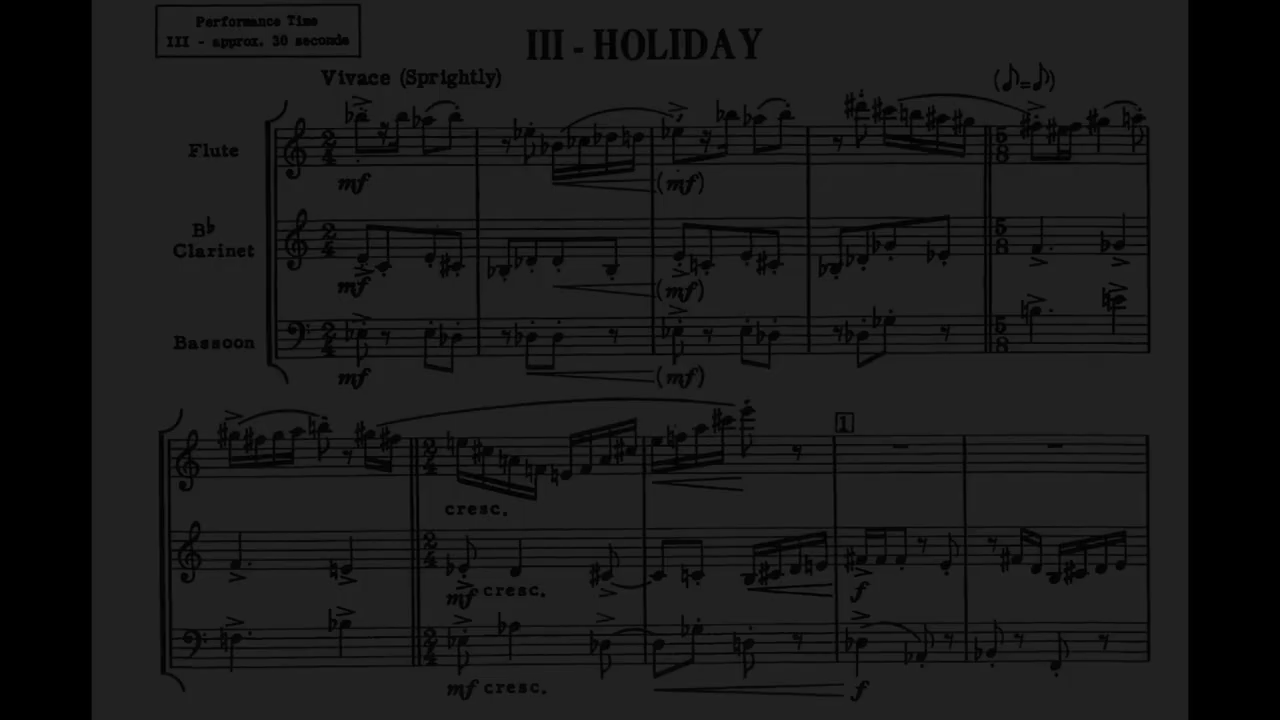 Performance Time
III - approx. 30 seconds
III - HOLIDAY
Vivace (Sprightly)
(♪=♪)
Flute
mf
(mf)
B♭
Clarinet
mf
(mf)
Bassoon
mf
(mf)
1
cresc.
mf cresc.
f
mf cresc.
f